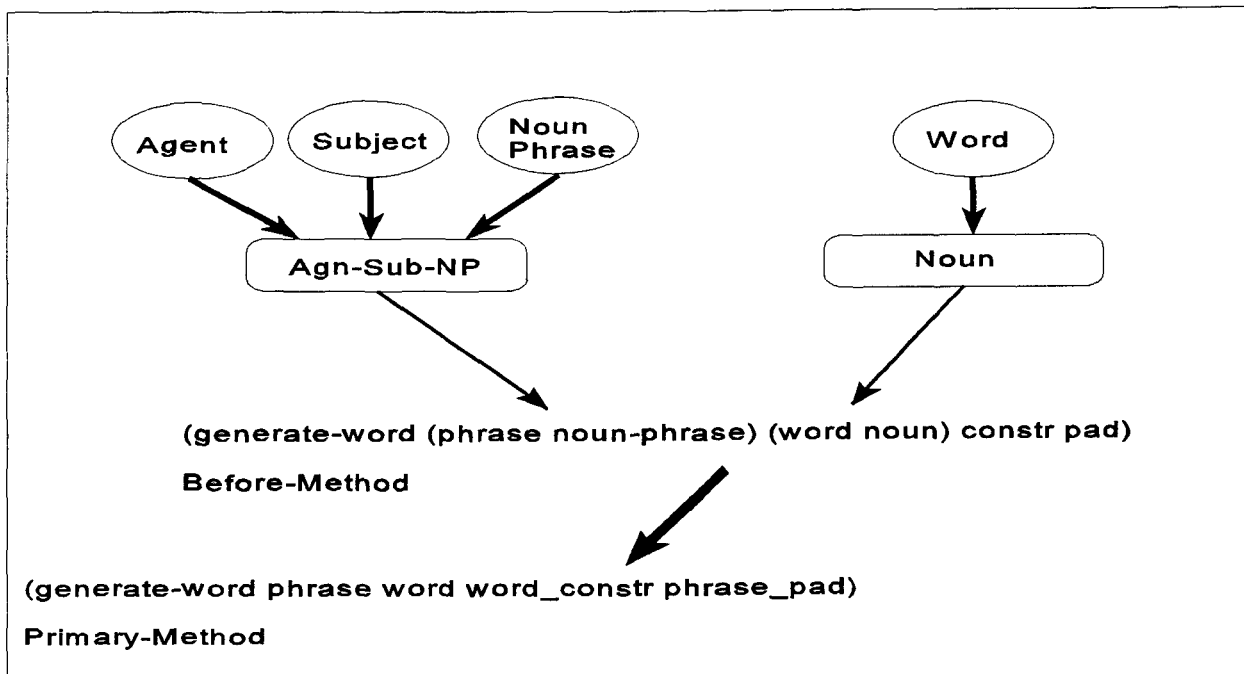 Agent
Subject
Noun
Phrase
Word
Agn-Sub-NP
Noun
(generate-word (phrase noun-phrase) (word noun) constr pad)
Before-Method
(generate-word phrase word word_constr phrase_pad)
Primary-Method